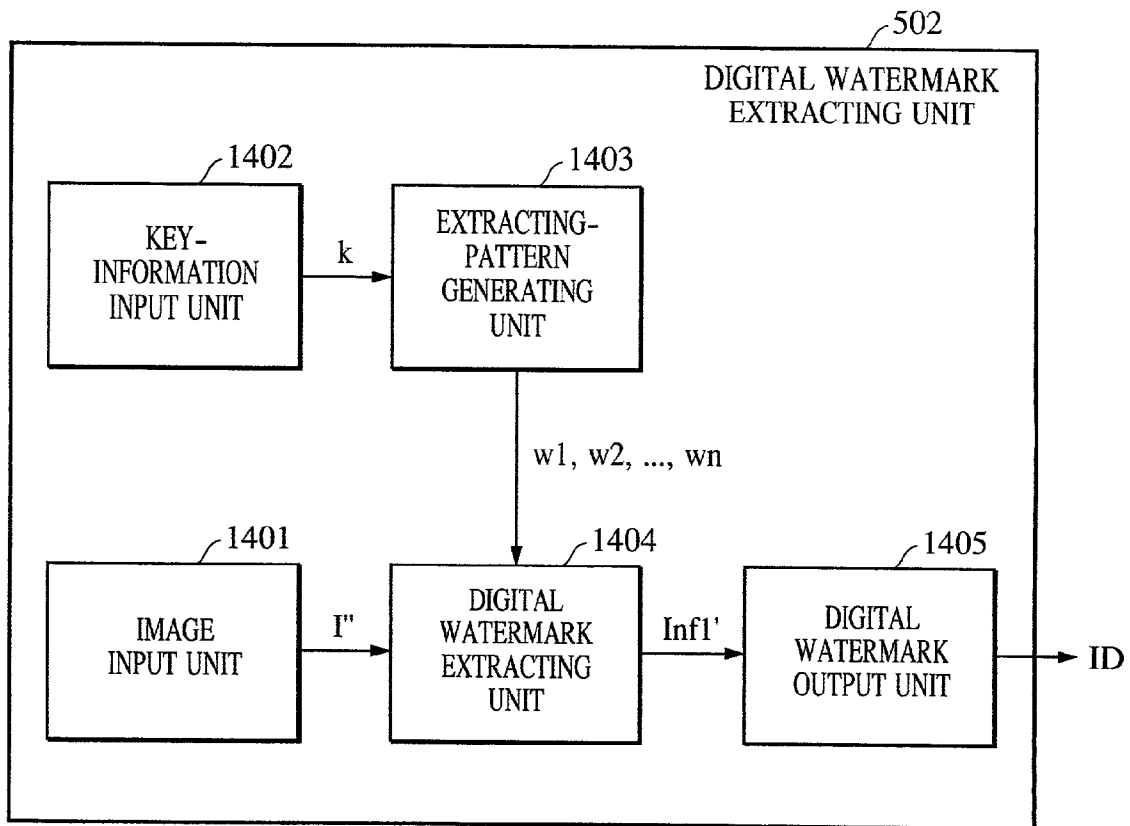 502
DIGITAL WATERMARK
EXTRACTING UNIT
1402
KEY-
INFORMATION
INPUT UNIT
k
1403
EXTRACTING-
PATTERN
GENERATING
UNIT
w1, w2, ..., wn
1401
IMAGE
INPUT UNIT
I"
1404
DIGITAL
WATERMARK
EXTRACTING
UNIT
Inf1'
1405
DIGITAL
WATERMARK
OUTPUT UNIT
ID